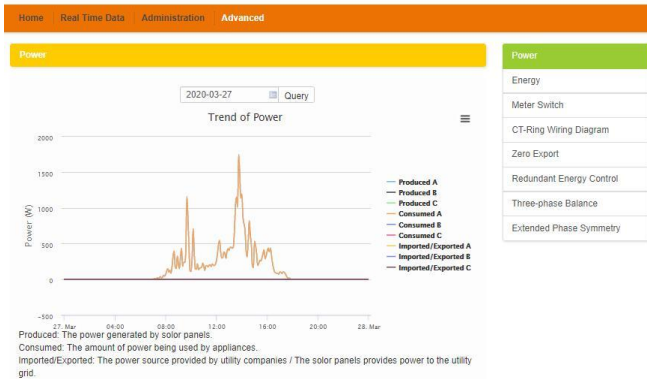 Home Real Time Data Administration Advanced
Power
2020-03-27 Query
Trend of Power
Power (W)
2000
1500
1000
500
0
-500
27. Mar 04:00 08:00 12:00 16:00 20:00 28. Mar
Produced A
Produced B
Produced C
Consumed A
Consumed B
Consumed C
Imported/Exported A
Imported/Exported B
Imported/Exported C
Produced: The power generated by solor panels.
Consumed: The amount of power being used by appliances.
Imported/Exported: The power source provided by utility companies / The solar panels provides power to the utility
grid.
Power
Energy
Meter Switch
CT-Ring Wiring Diagram
Zero Export
Redundant Energy Control
Three-phase Balance
Extended Phase Symmetry